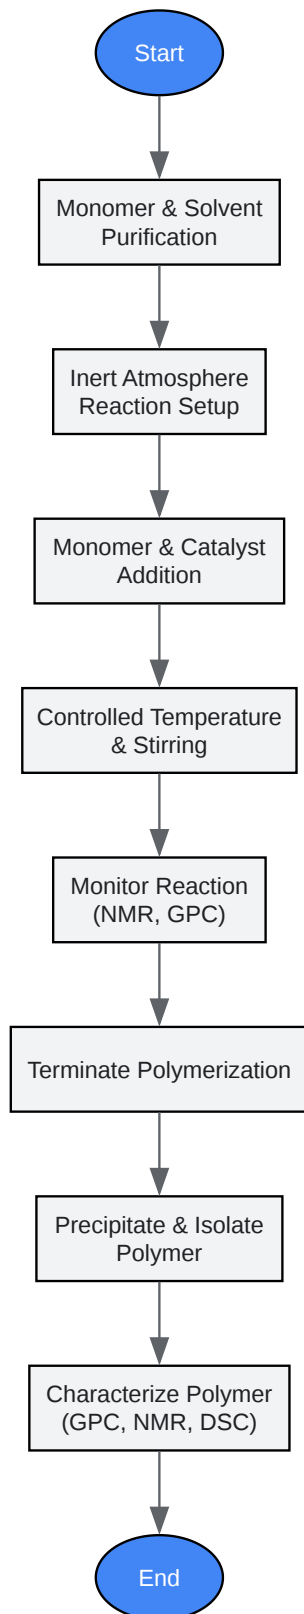 Start
Monomer & Solvent
Purification
Inert Atmosphere
Reaction Setup
Monomer & Catalyst
Addition
Controlled Temperature
& Stirring
Monitor Reaction
(NMR, GPC)
Terminate Polymerization
Precipitate & Isolate
Polymer
Characterize Polymer
(GPC, NMR, DSC)
End